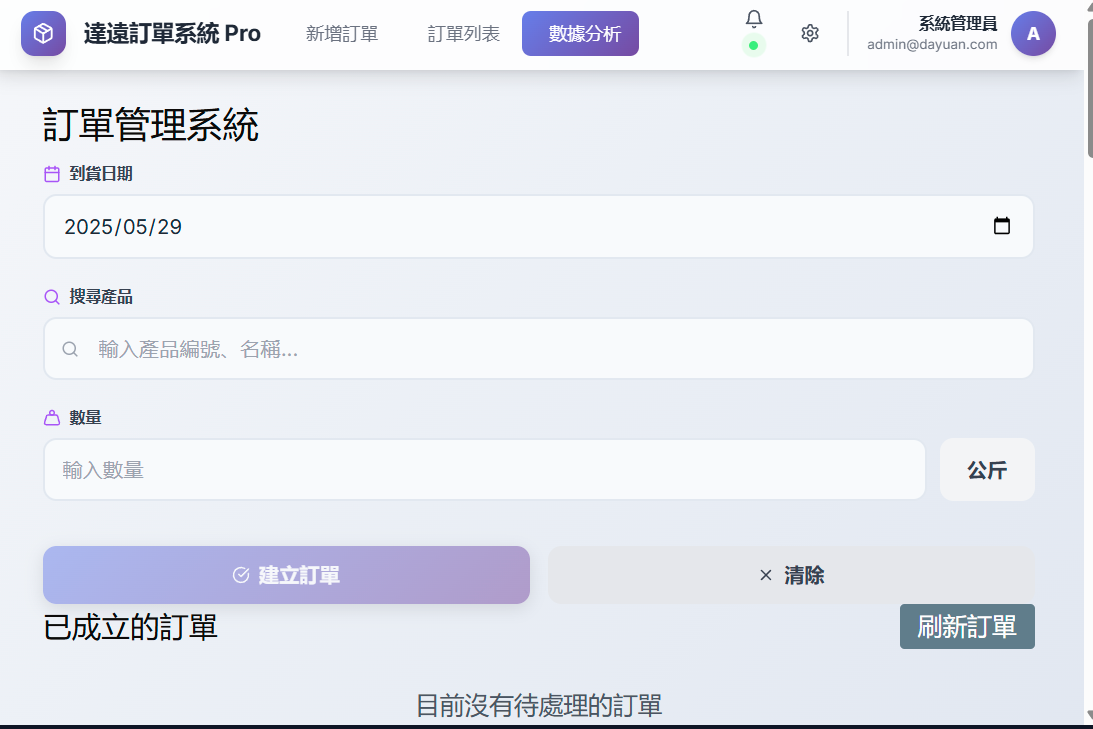 達遠訂單系統 Pro
新增訂單
訂單列表
數據分析
系統管理員
admin@dayuan.com
A
訂單管理系統
到貨日期
2025/05/29
搜尋產品
輸入產品編號、名稱...
數量
輸入數量
公斤
建立訂單
清除
已成立的訂單
刷新訂單
目前沒有待處理的訂單